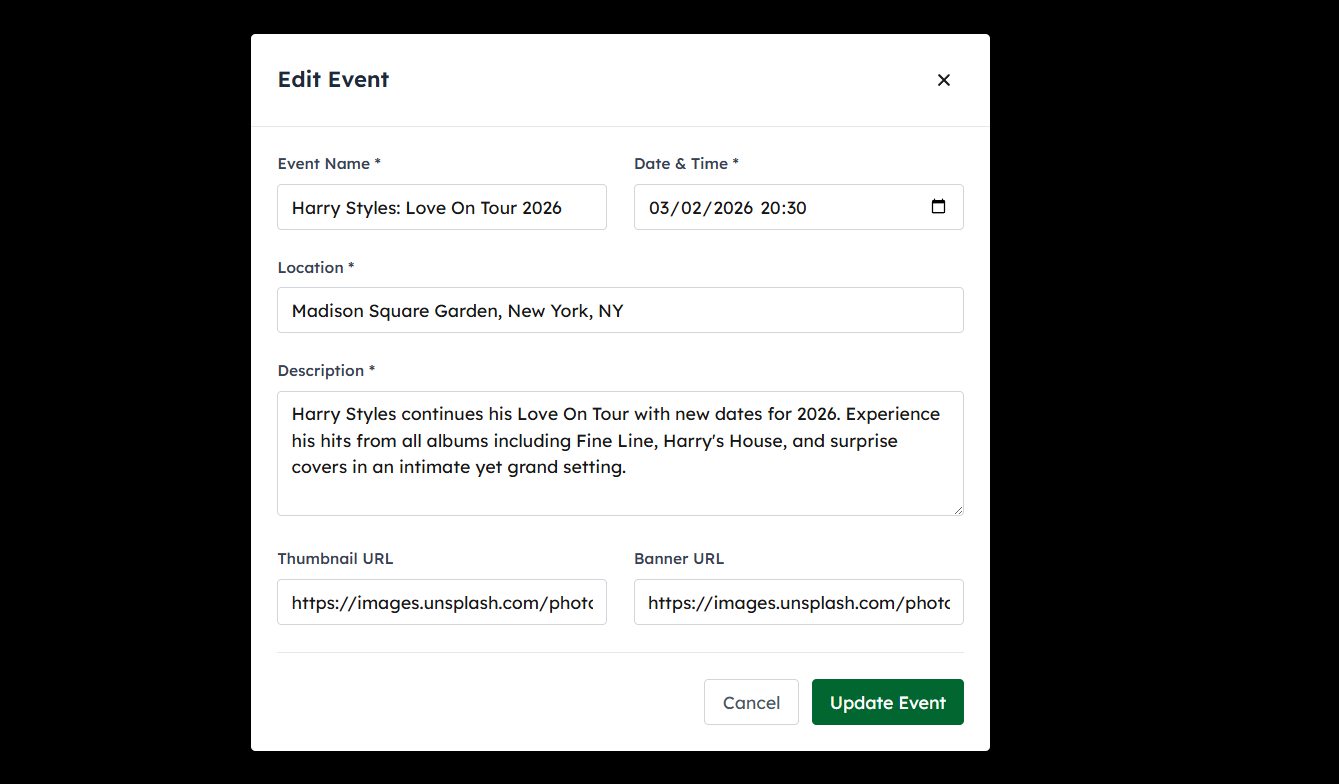 Edit Event
Event Name *
Date & Time *
Harry Styles: Love On Tour 2026
03/02/2026 20:30
Location *
Madison Square Garden, New York, NY
Description *
Harry Styles continues his Love On Tour with new dates for 2026. Experience
his hits from all albums including Fine Line, Harry's House, and surprise
covers in an intimate yet grand setting.
Thumbnail URL
Banner URL
https://images.unsplash.com/photo
https://images.unsplash.com/photo
Cancel
Update Event